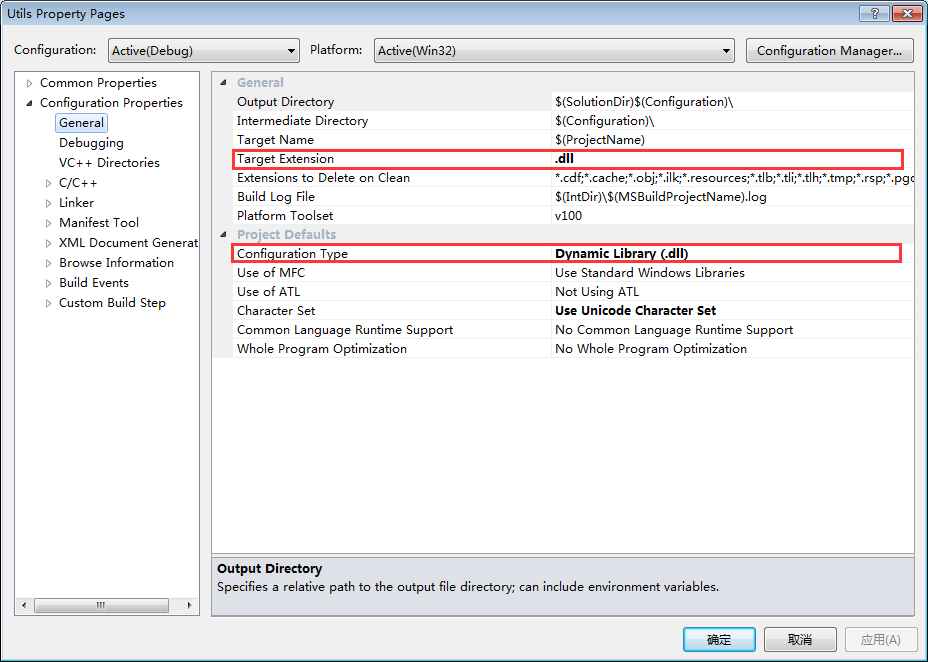 Utils Property Pages
Configuration: Active(Debug) Platform: Active(Win32) Configuration Manager...
Common Properties
Configuration Properties
General
Debugging
VC++ Directories
C/C++
Linker
Manifest Tool
XML Document Generat
Browse Information
Build Events
Custom Build Step
General
Output Directory $(SolutionDir)$(Configuration)\
Intermediate Directory $(Configuration)\
Target Name $(ProjectName)
Target Extension .dll
Extensions to Delete on Clean *.cdf;*.cache;*.obj;*.ilk;*.resources;*.tlb;*.tli;*.tlh;*.tmp;*.rsp;*.pgc
Build Log File $(IntDir)\$(MSBuildProjectName).log
Platform Toolset v100
Project Defaults
Configuration Type Dynamic Library (.dll)
Use of MFC Use Standard Windows Libraries
Use of ATL Not Using ATL
Character Set Use Unicode Character Set
Common Language Runtime Support No Common Language Runtime Support
Whole Program Optimization No Whole Program Optimization
Output Directory
Specifies a relative path to the output file directory; can include environment variables.
确定 取消 应用(A)